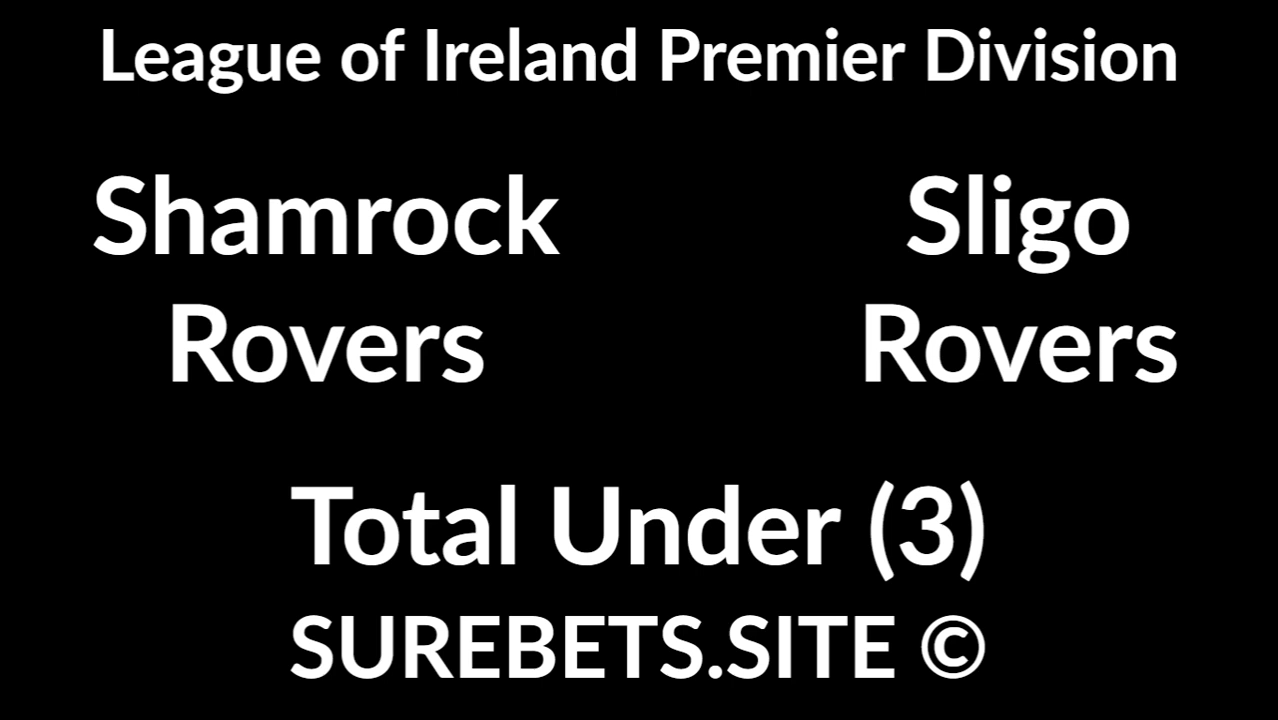 League of Ireland Premier Division
Shamrock Rovers
Sligo Rovers
Total Under (3)
SUREBETS.SITE ©